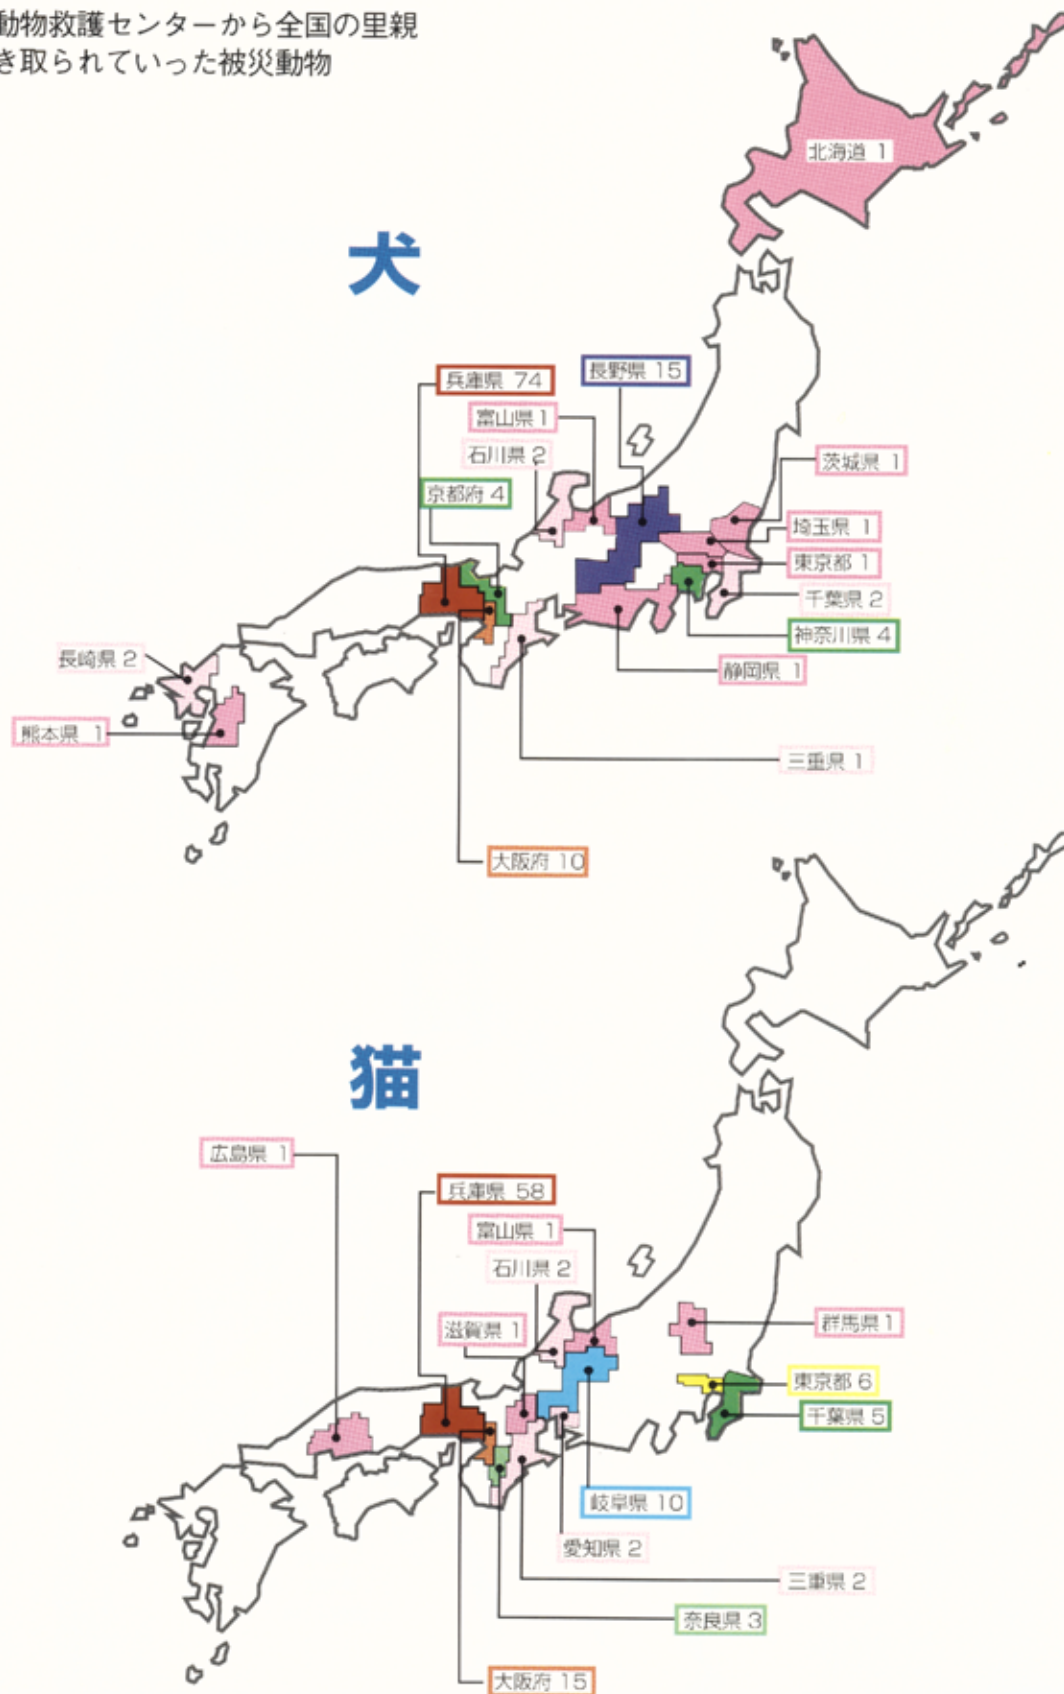 動物救護センターから全国の里親
き取られていった被災動物
北海道 1
犬
兵庫県 74
長野県 15
富山県 1
石川県 2
京都府 4
茨城県 1
埼玉県 1
東京都 1
千葉県 2
神奈川県 4
静岡県 1
長崎県 2
熊本県 1
三重県 1
大阪府 10
猫
広島県 1
兵庫県 58
富山県 1
石川県 2
滋賀県 1
群馬県 1
東京都 6
千葉県 5
岐阜県 10
愛知県 2
三重県 2
奈良県 3
大阪府 15